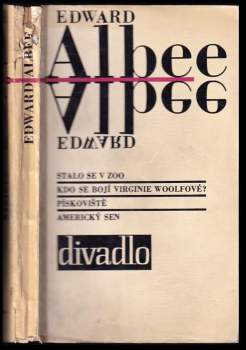 EDWARD ALBEE
EDWARD
Albee
Albee
EDWARD
STALO SE V ZOO
KDO SE BOJÍ VIRGINIE WOOLFOVÉ?
PÍSKOVIŠTĚ
AMERICKÝ SEN
divadlo